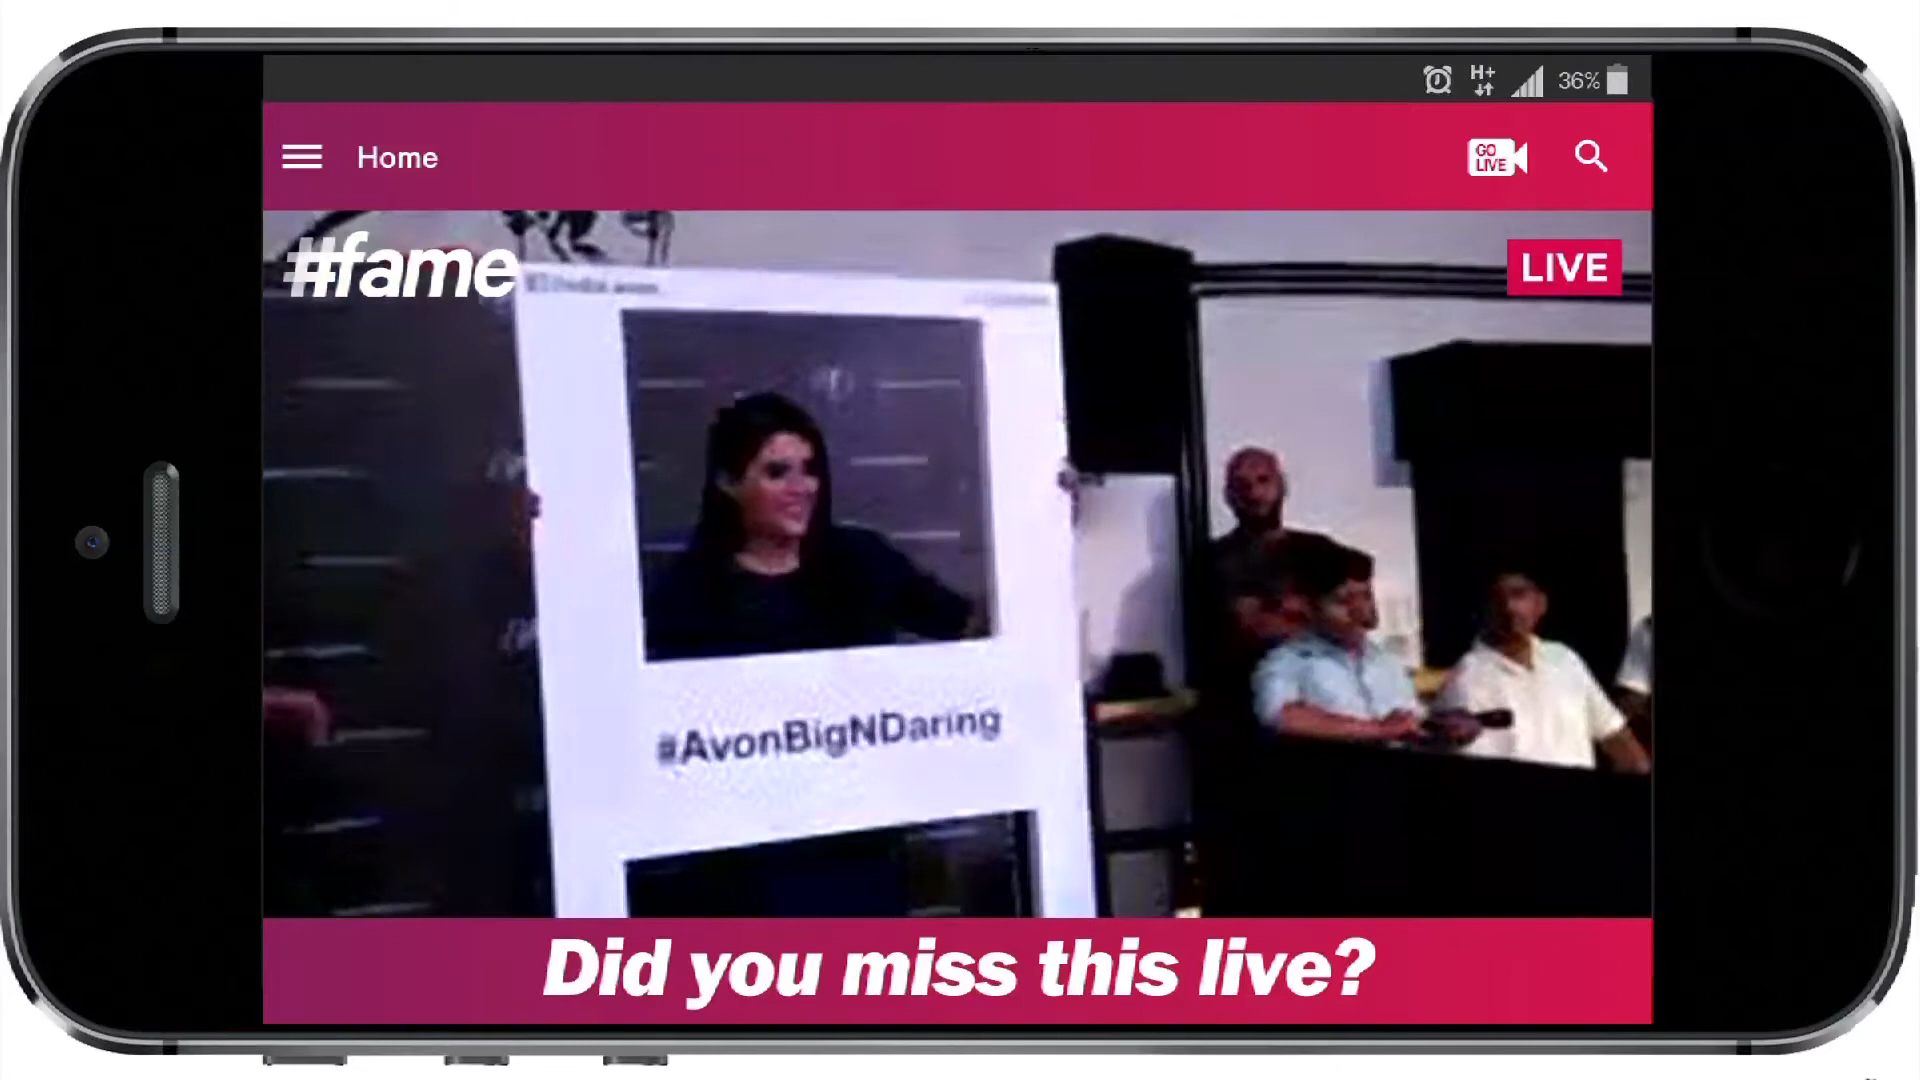 36%
Home
GO
LIVE
#fame
LIVE
#AvonBigNDaring
Did you miss this live?